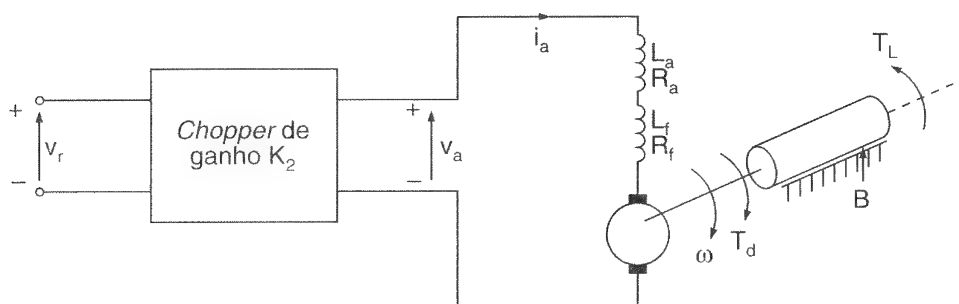 +
v_r
−
Chopper de
ganho K_2
+
v_a
−
i_a
L_a
R_a
L_f
R_f
ω
T_d
B
T_L